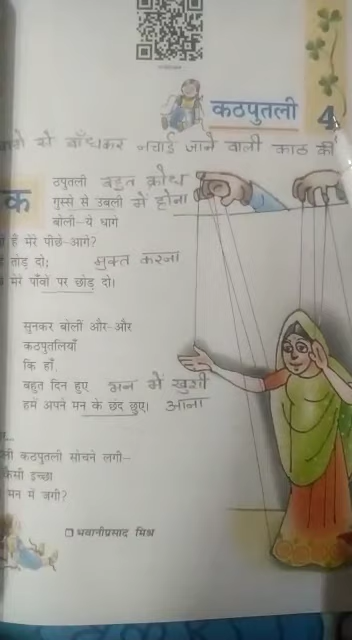 कठपुतली
4
से बाँधकर नचाई जाने वाली काठ की
कठपुतली बहुत क्रोध
गुस्से से उबली में होना
बोली-ये धागे
हैं मेरे पीछे-आगे?
तोड़ दो; मुक्त करना
मेरे पाँवों पर छोड़ दो।
सुनकर बोलीं और-और
कठपुतलियाँ
कि हाँ,
बहुत दिन हुए मन में खुशी
हमें अपने मन के छंद छुए। आना
कठपुतली सोचने लगी-
कैसी इच्छा
मन में जगी?
भवानीप्रसाद मिश्र